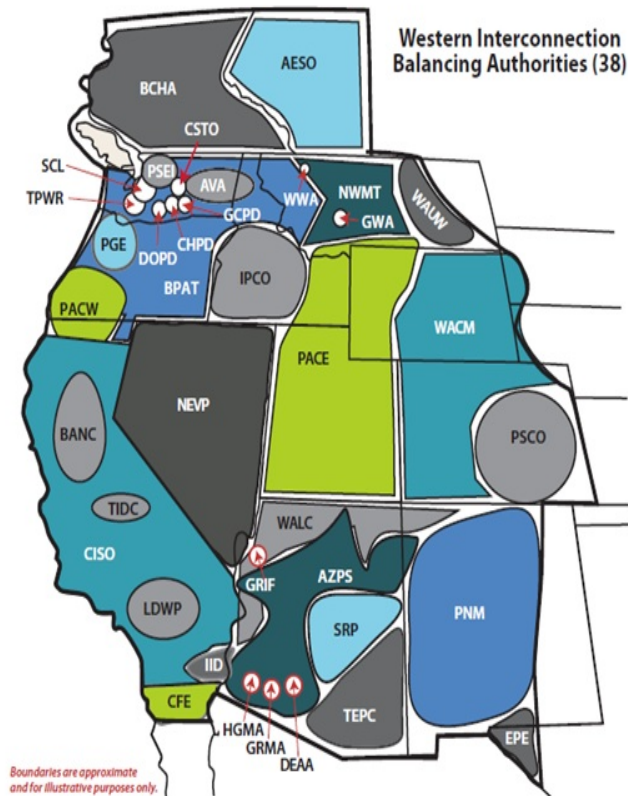 Western Interconnection
Balancing Authorities (38)
BCHA
AESO
CSTO
SCL
PSEI
TPWR
AVA
WWA
NWMT
WAUW
GCPD
GWA
PGE
CHPD
DOPD
IPCO
BPAT
PACW
WACM
PACE
NEVP
BANC
PSCO
TIDC
WALC
CISO
GRIF
AZPS
LDWP
SRP
PNM
IID
CFE
HGMA
GRMA
DEAA
TEPC
EPE
Boundaries are approximate
and for illustrative purposes only.